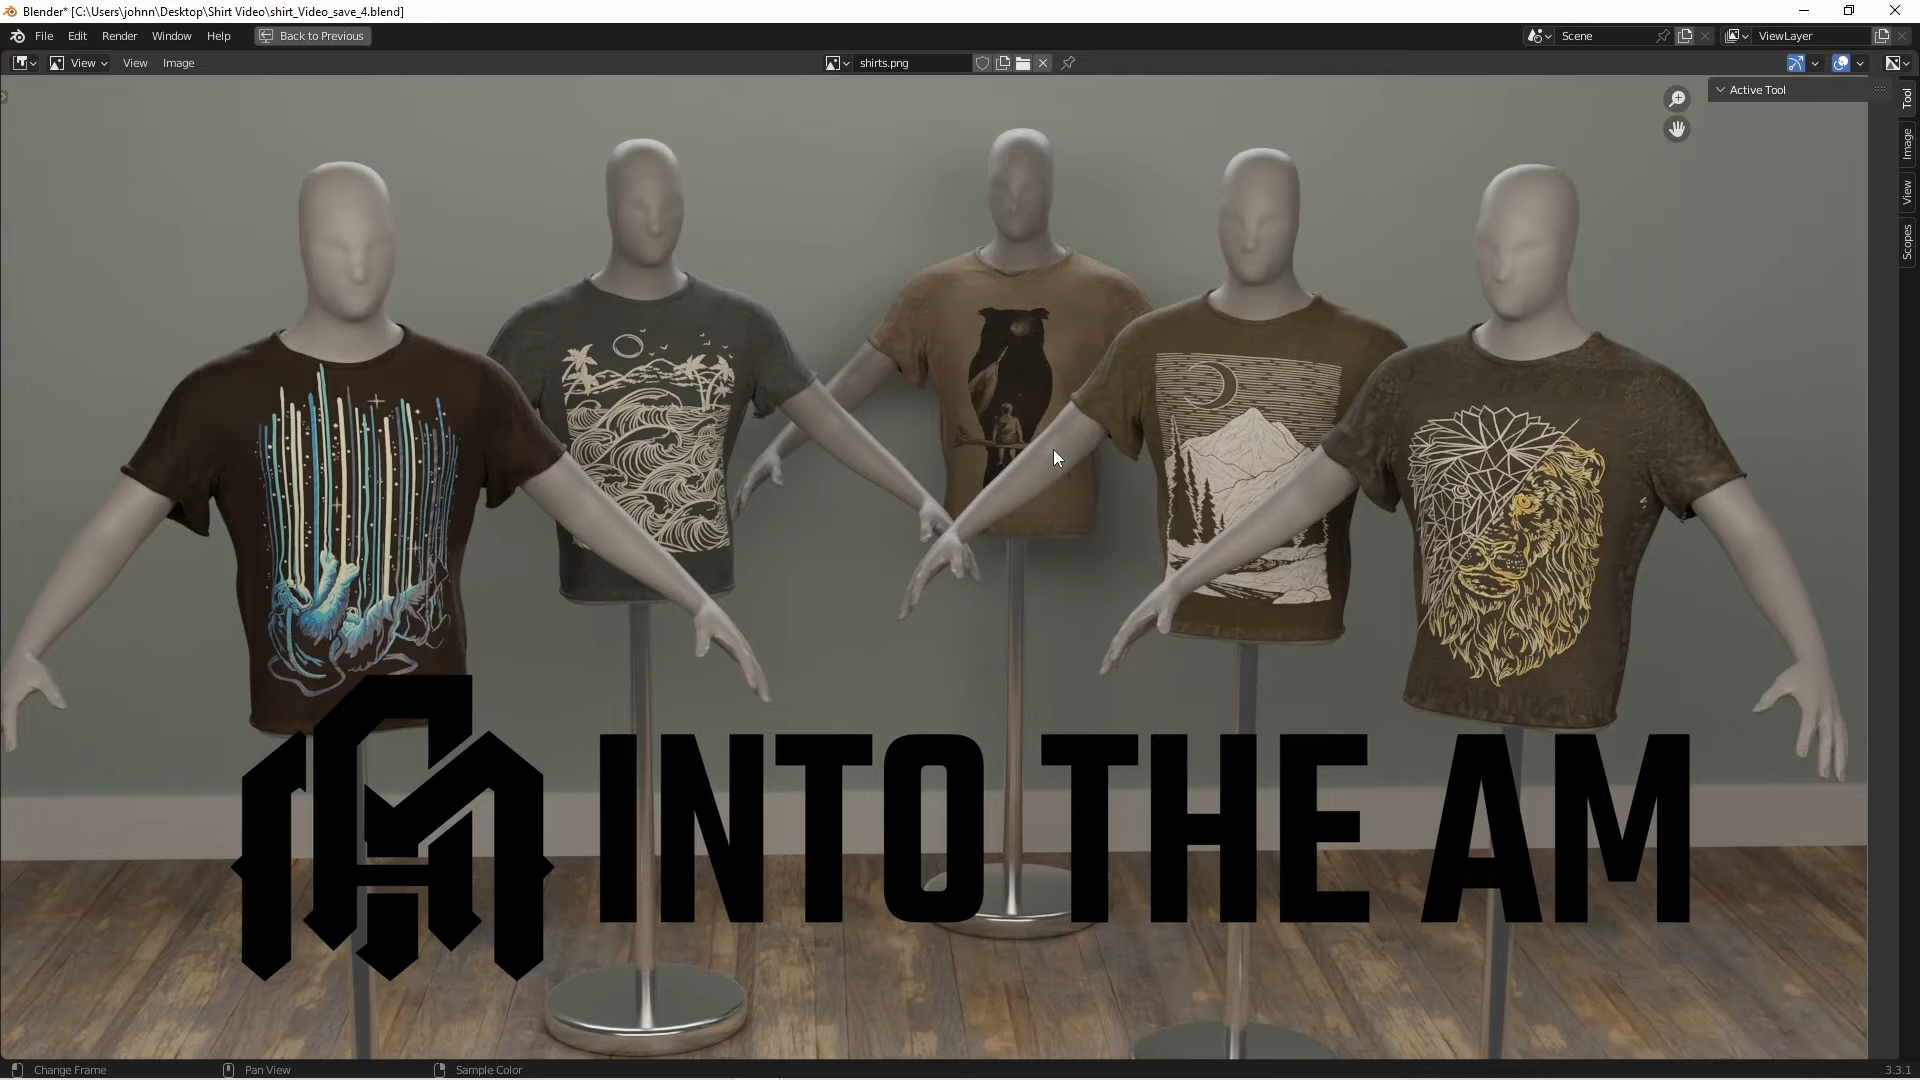 Blender* [C:\Users\johnn\Desktop\Shirt Video\shirt_Video_save_4.blend]
File Edit Render Window Help Back to Previous Scene ViewLayer
View View Image shirts.png
Active Tool
Tool
Image
View
Scopes
INTO THE AM
Change Frame Pan View Sample Color 3.3.1